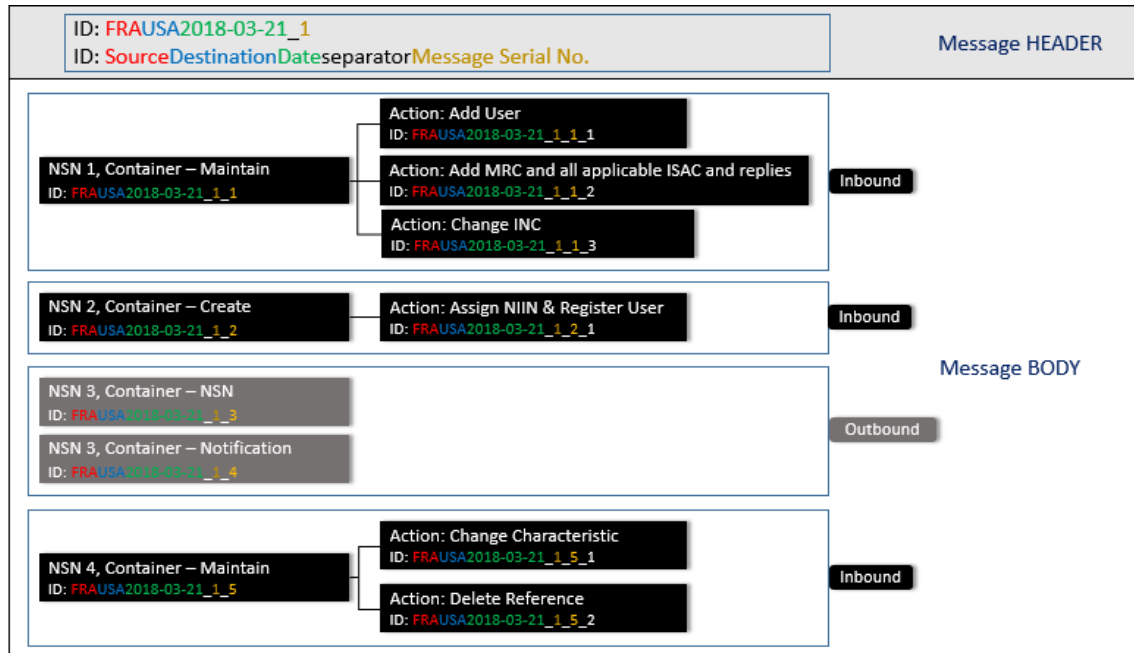 ID: FRAUSA2018-03-21_1
ID: SourceDestinationDateseparatorMessage Serial No.
Message HEADER
NSN 1, Container – Maintain
ID: FRAUSA2018-03-21_1_1
Action: Add User
ID: FRAUSA2018-03-21_1_1_1
Action: Add MRC and all applicable ISAC and replies
ID: FRAUSA2018-03-21_1_1_2
Action: Change INC
ID: FRAUSA2018-03-21_1_1_3
Inbound
NSN 2, Container – Create
ID: FRAUSA2018-03-21_1_2
Action: Assign NIIN & Register User
ID: FRAUSA2018-03-21_1_2_1
Inbound
Message BODY
NSN 3, Container – NSN
ID: FRAUSA2018-03-21_1_3
NSN 3, Container – Notification
ID: FRAUSA2018-03-21_1_4
Outbound
NSN 4, Container – Maintain
ID: FRAUSA2018-03-21_1_5
Action: Change Characteristic
ID: FRAUSA2018-03-21_1_5_1
Action: Delete Reference
ID: FRAUSA2018-03-21_1_5_2
Inbound